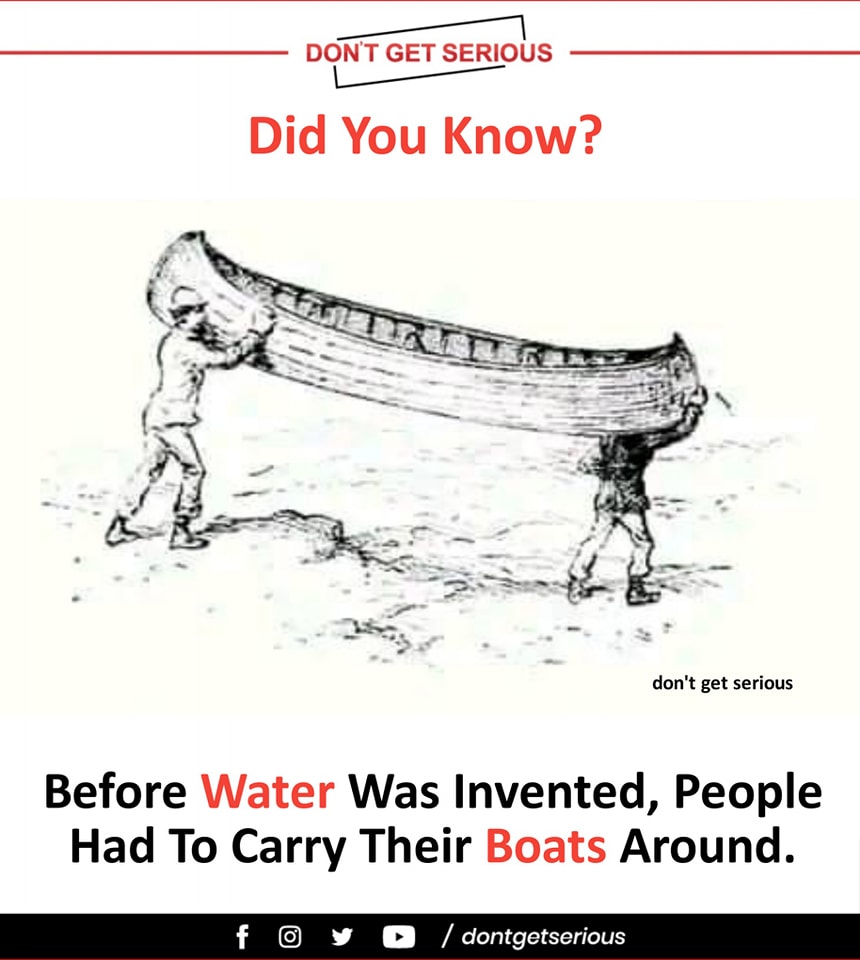 DON'T GET SERIOUS
Did You Know?
don't get serious
Before Water Was Invented, People
Had To Carry Their Boats Around.
/ dontgetserious